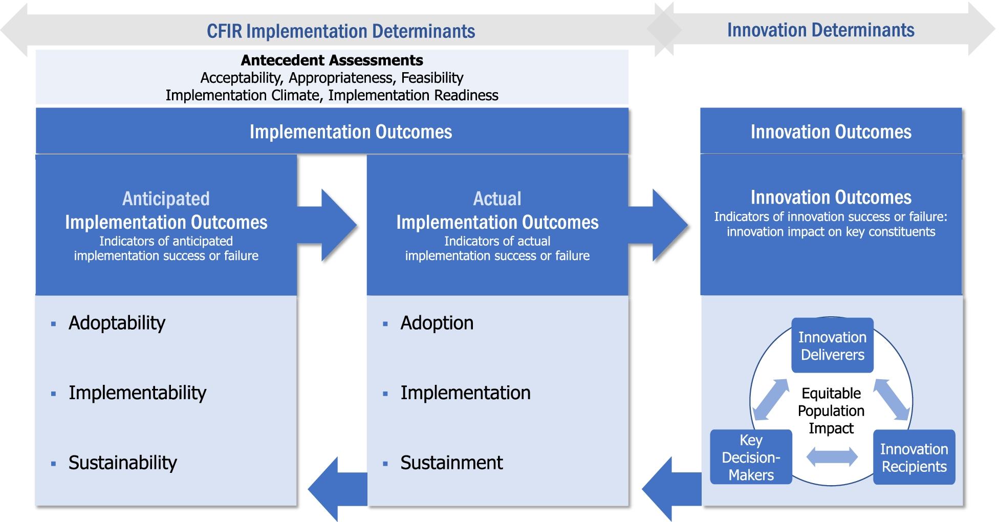 CFIR Implementation Determinants
Innovation Determinants
Antecedent Assessments
Acceptability, Appropriateness, Feasibility
Implementation Climate, Implementation Readiness
Implementation Outcomes
Innovation Outcomes
Anticipated
Implementation Outcomes
Indicators of anticipated
implementation success or failure
Actual
Implementation Outcomes
Indicators of actual
implementation success or failure
Innovation Outcomes
Indicators of innovation success or failure:
innovation impact on key constituents
▪ Adoptability
▪ Implementability
▪ Sustainability
▪ Adoption
▪ Implementation
▪ Sustainment
Innovation
Deliverers
Equitable
Population
Impact
Key
Decision-
Makers
Innovation
Recipients